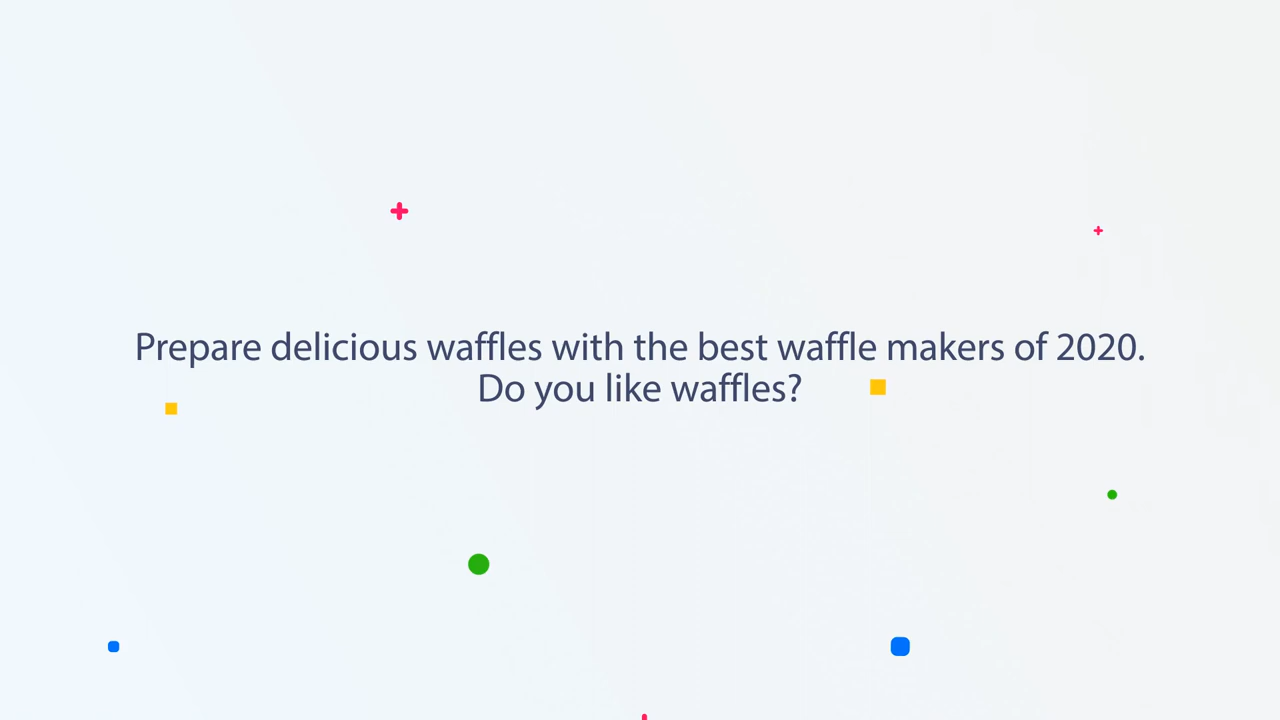 Prepare delicious waffles with the best waffle makers of 2020.
Do you like waffles?